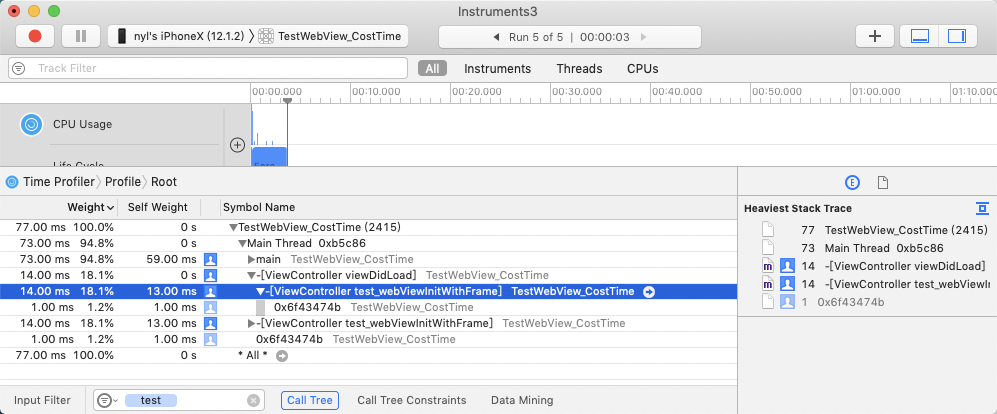 Instruments3
nyl's iPhoneX (12.1.2) TestWebView_CostTime
Run 5 of 5 | 00:00:03
Track Filter
All Instruments Threads CPUs
00:00.000 00:10.000 00:20.000 00:30.000 00:40.000 00:50.000 01:00.000 01:10.000
CPU Usage
Life Cycle
Time Profiler Profile Root
Weight Self Weight Symbol Name
77.00 ms 100.0% 0 s TestWebView_CostTime (2415)
73.00 ms 94.8% 0 s Main Thread 0xb5c86
73.00 ms 94.8% 59.00 ms main TestWebView_CostTime
14.00 ms 18.1% 0 s -[ViewController viewDidLoad] TestWebView_CostTime
14.00 ms 18.1% 13.00 ms -[ViewController test_webViewInitWithFrame] TestWebView_CostTime
1.00 ms 1.2% 1.00 ms 0x6f43474b TestWebView_CostTime
14.00 ms 18.1% 13.00 ms -[ViewController test_webViewInitWithFrame] TestWebView_CostTime
1.00 ms 1.2% 1.00 ms 0x6f43474b TestWebView_CostTime
77.00 ms 100.0% 0 s * All *
E
Heaviest Stack Trace
77 TestWebView_CostTime (2415)
73 Main Thread 0xb5c86
m 14 -[ViewController viewDidLoad]
m 14 -[ViewController test_webViewIni
1 0x6f43474b
Input Filter test Call Tree Call Tree Constraints Data Mining